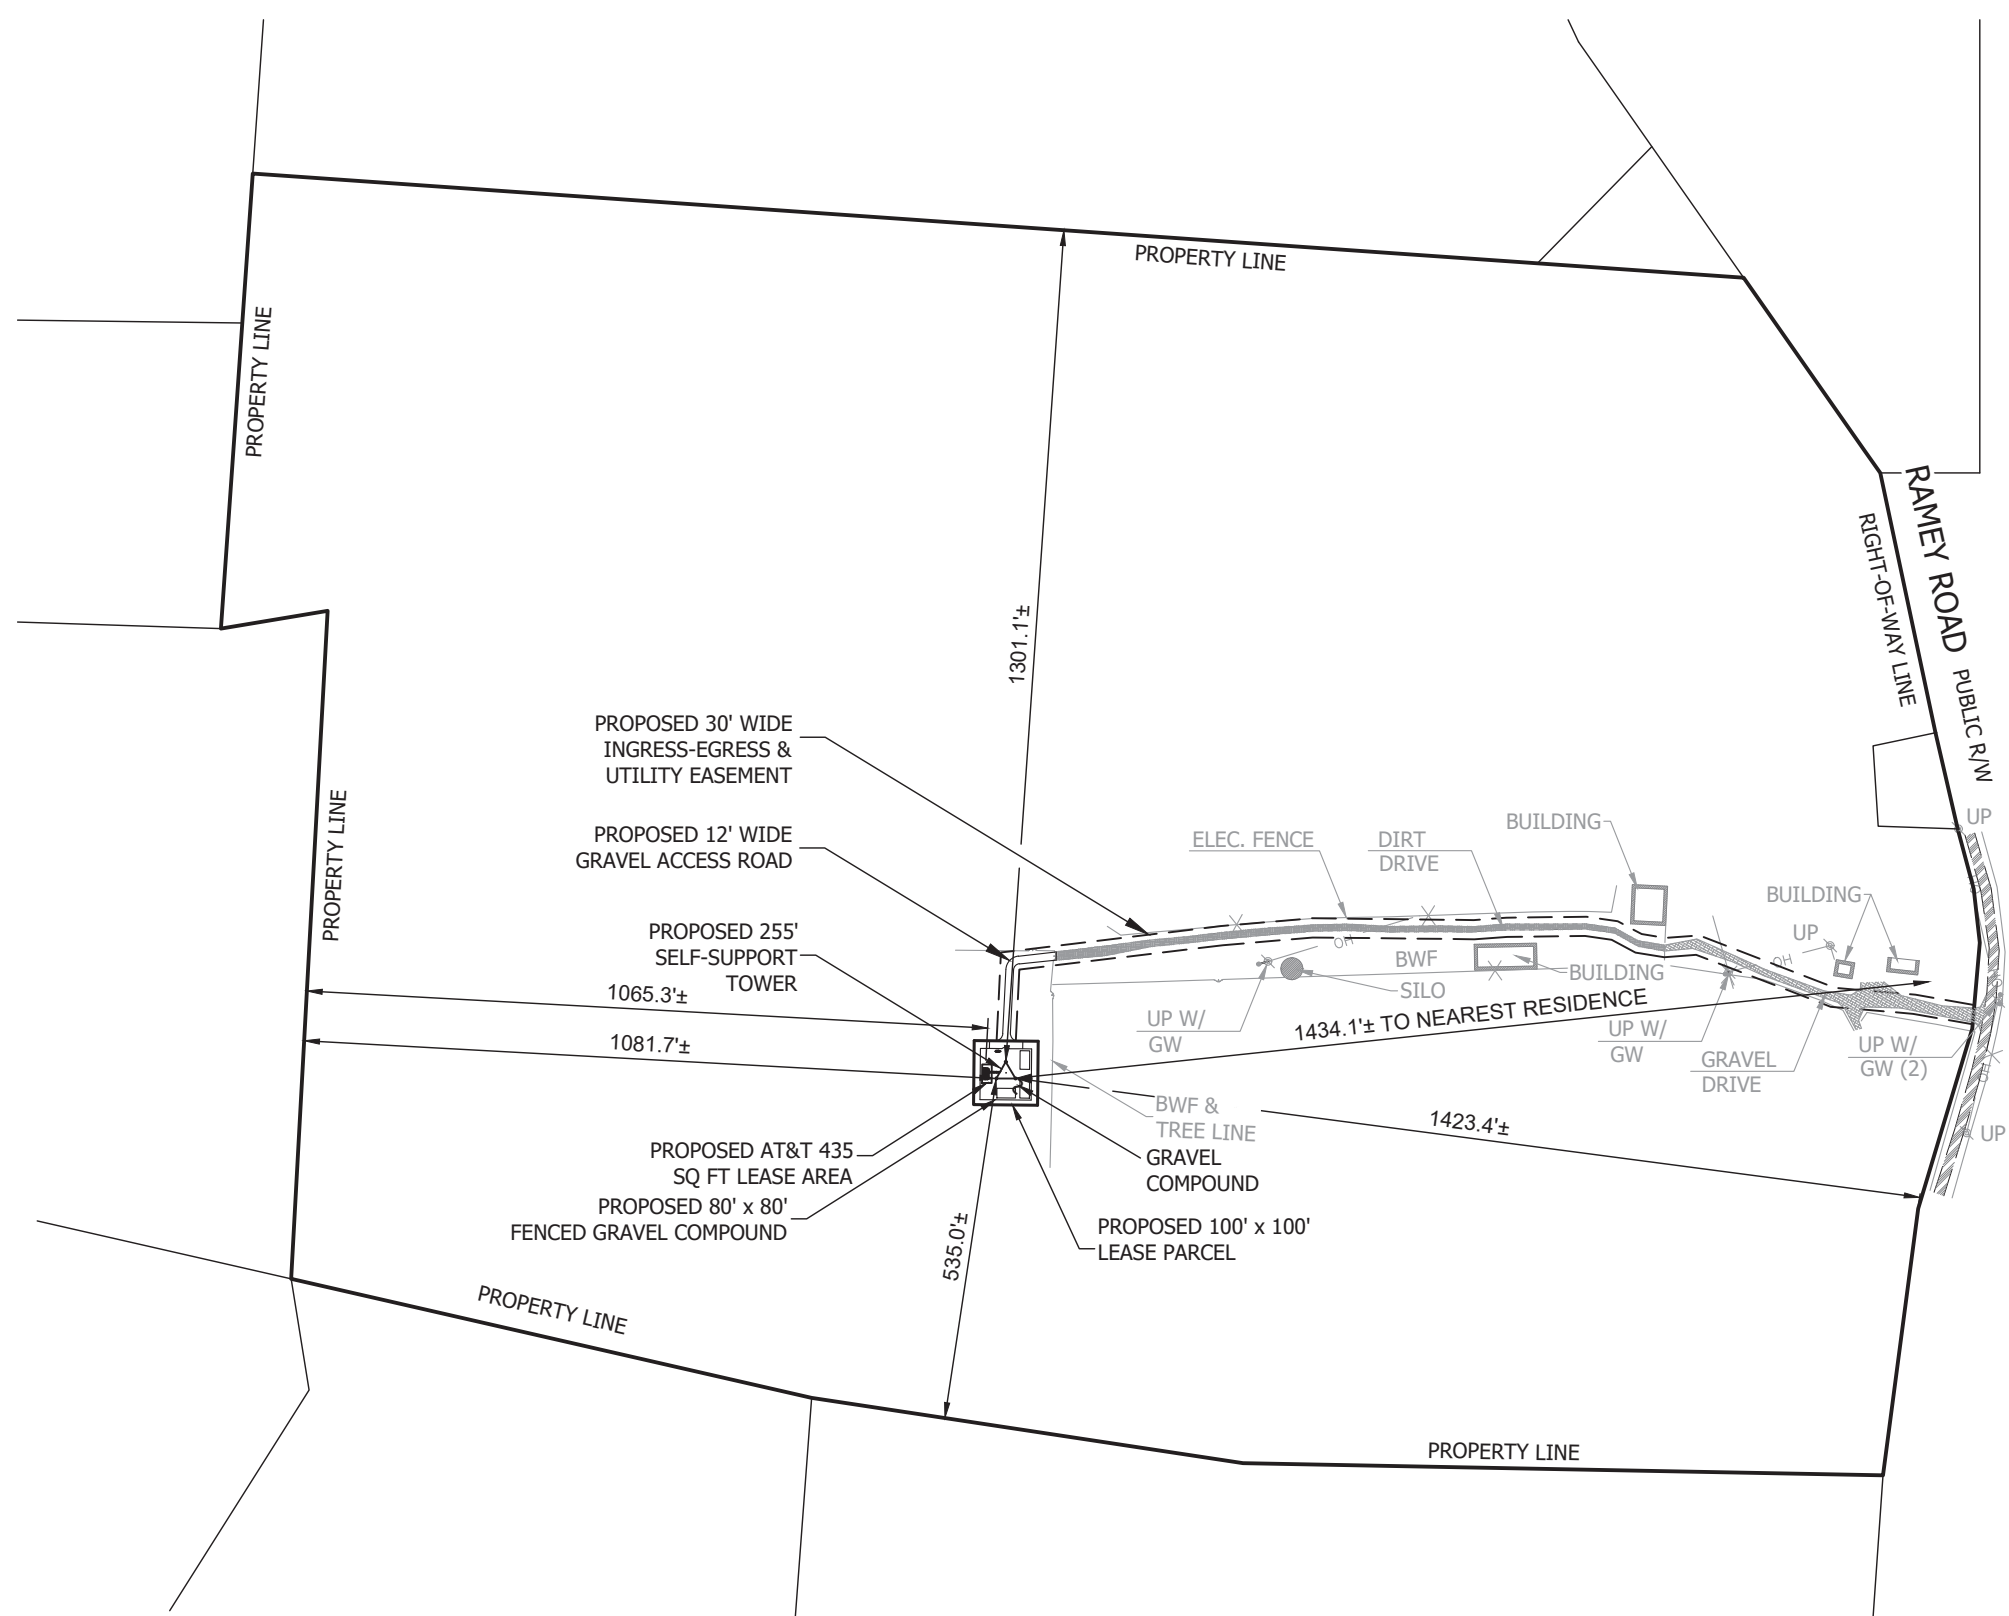 PROPERTY LINE
PROPERTY LINE
RAMEY ROAD PUBLIC R/W
RIGHT-OF-WAY LINE
1301.1'±
PROPOSED 30' WIDE
INGRESS-EGRESS &
UTILITY EASEMENT
PROPERTY LINE
PROPOSED 12' WIDE
GRAVEL ACCESS ROAD
ELEC. FENCE
DIRT
DRIVE
BUILDING
UP
BUILDING
PROPOSED 255'
SELF-SUPPORT
TOWER
UP
OH
OH
BWF
BUILDING
SILO
1065.3'±
1434.1'± TO NEAREST RESIDENCE
UP W/
GW
UP W/
GW
GRAVEL
DRIVE
UP W/
GW (2)
1081.7'±
OH
BWF &
TREE LINE
1423.4'±
UP
PROPOSED AT&T 435
SQ FT LEASE AREA
GRAVEL
COMPOUND
PROPOSED 80' x 80'
FENCED GRAVEL COMPOUND
535.0'±
PROPOSED 100' x 100'
LEASE PARCEL
PROPERTY LINE
PROPERTY LINE